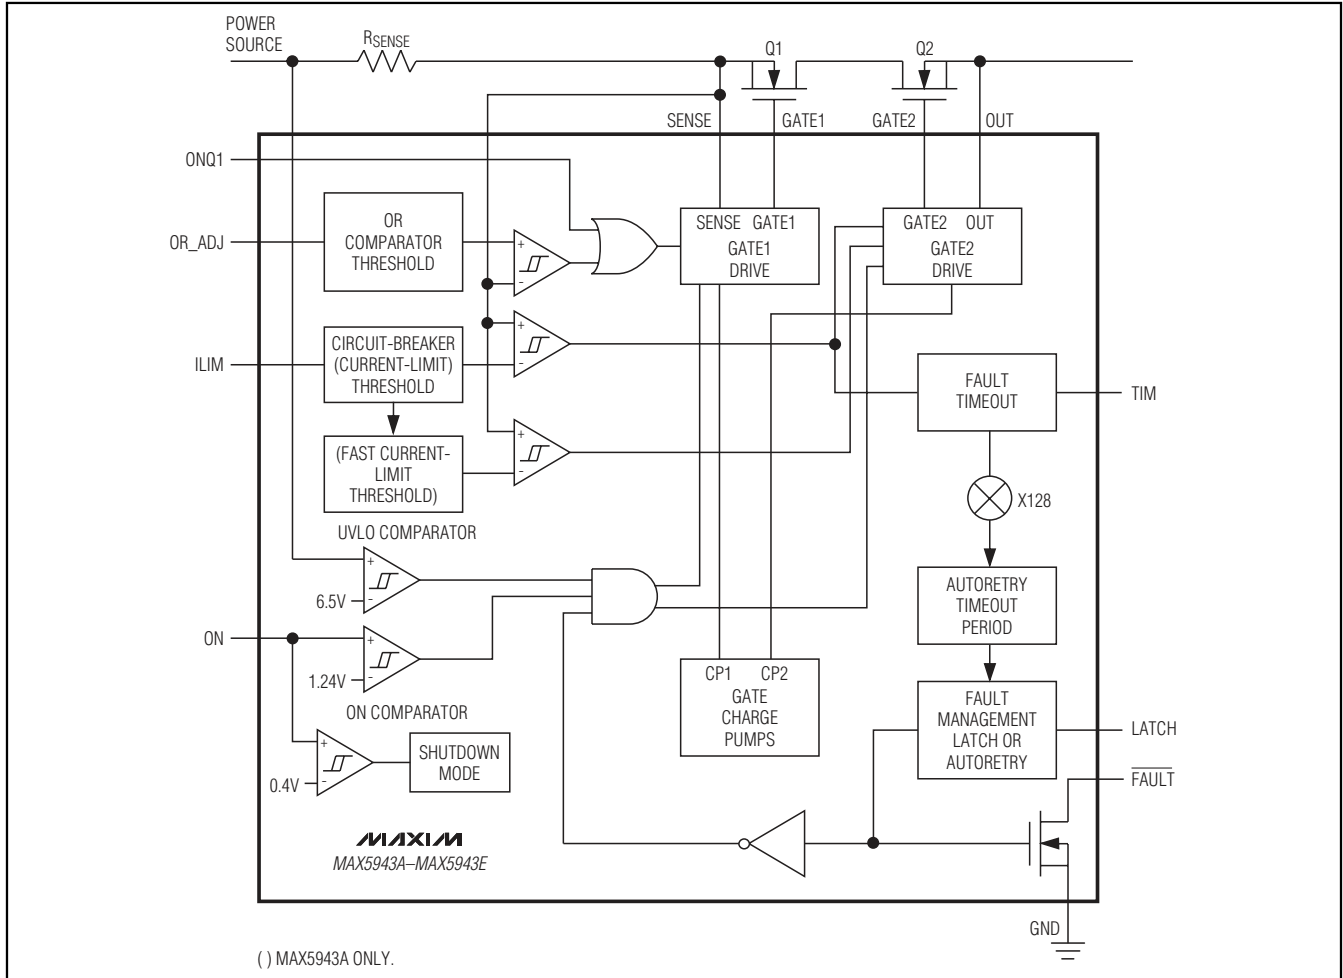 POWER
SOURCE
RSENSE
Q1
Q2
SENSE
GATE1
GATE2
OUT
ONQ1
OR_ADJ
OR
COMPARATOR
THRESHOLD
+
-
SENSE GATE1
GATE1
DRIVE
GATE2 OUT
GATE2
DRIVE
ILIM
CIRCUIT-BREAKER
(CURRENT-LIMIT)
THRESHOLD
+
-
FAULT
TIMEOUT
TIM
(FAST CURRENT-
LIMIT
THRESHOLD)
+
-
X128
UVLO COMPARATOR
+
6.5V
-
AUTORETRY
TIMEOUT
PERIOD
ON
+
1.24V
-
ON COMPARATOR
CP1 CP2
GATE
CHARGE
PUMPS
FAULT
MANAGEMENT
LATCH OR
AUTORETRY
LATCH
+
0.4V
-
SHUTDOWN
MODE
FAULT
MAXIM
MAX5943A–MAX5943E
GND
( ) MAX5943A ONLY.